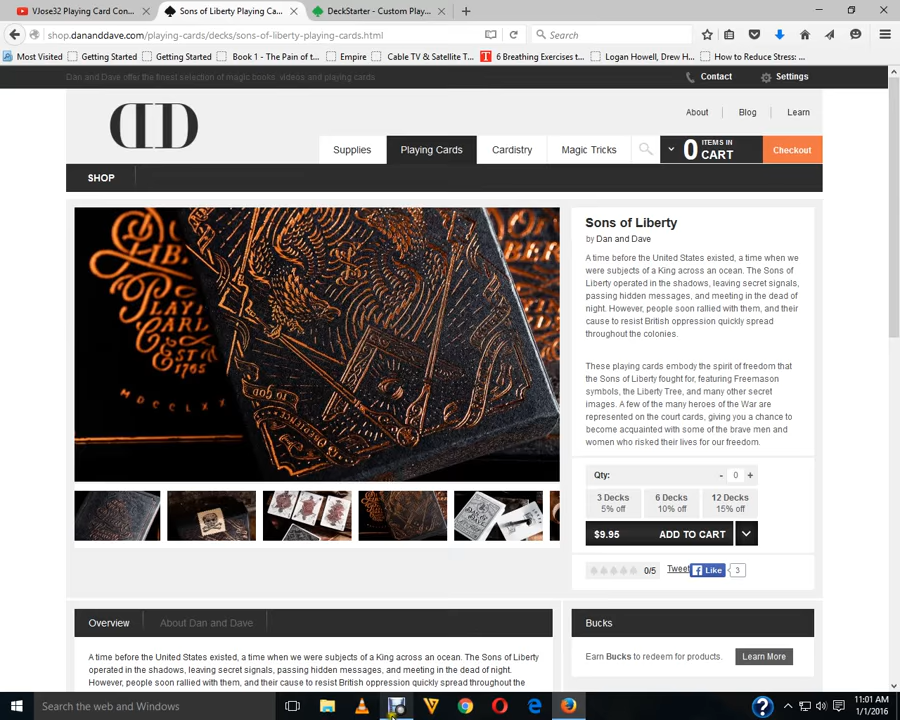 VJose32 Playing Card Con...
Sons of Liberty Playing Ca...
DeckStarter - Custom Play...
shop.dananddave.com/playing-cards/decks/sons-of-liberty-playing-cards.html
Search
Most Visited
Getting Started
Getting Started
Book 1 - The Pain of t...
Empire
Cable TV & Satellite T...
6 Breathing Exercises t...
Logan Howell, Drew H...
How to Reduce Stress: ...
Dan and Dave offer the finest selection of magic books, videos and playing cards
Contact
Settings
About
Blog
Learn
DD
Supplies
Playing Cards
Cardistry
Magic Tricks
0 ITEMS IN CART
Checkout
SHOP
Sons of Liberty
by Dan and Dave
A time before the United States existed, a time when we
were subjects of a King across an ocean. The Sons of
Liberty operated in the shadows, leaving secret signals,
passing hidden messages, and meeting in the dead of
night. However, people soon rallied with them, and their
cause to resist British oppression quickly spread
throughout the colonies.
These playing cards embody the spirit of freedom that
the Sons of Liberty fought for, featuring Freemason
symbols, the Liberty Tree, and many other secret
images. A few of the many heroes of the War are
represented on the court cards, giving you a chance to
become acquainted with some of the brave men and
women who risked their lives for our freedom.
Qty:
- 0 +
3 Decks
5% off
6 Decks
10% off
12 Decks
15% off
$9.95
ADD TO CART
0/5
Tweet
Like
3
Overview
About Dan and Dave
A time before the United States existed, a time when we were subjects of a King across an ocean. The Sons of Liberty
operated in the shadows, leaving secret signals, passing hidden messages, and meeting in the dead of night.
However, people soon rallied with them, and their cause to resist British oppression quickly spread throughout the
Bucks
Earn Bucks to redeem for products.
Learn More
Search the web and Windows
11:01 AM
1/1/2016